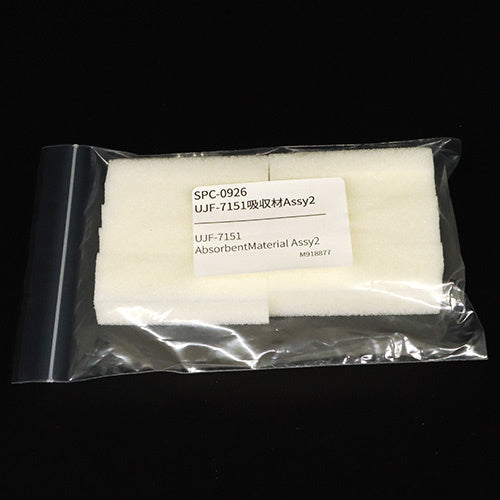 SPC-0926
UJF-7151吸収材Assy2
UJF-7151
AbsorbentMaterial Assy2
M918877